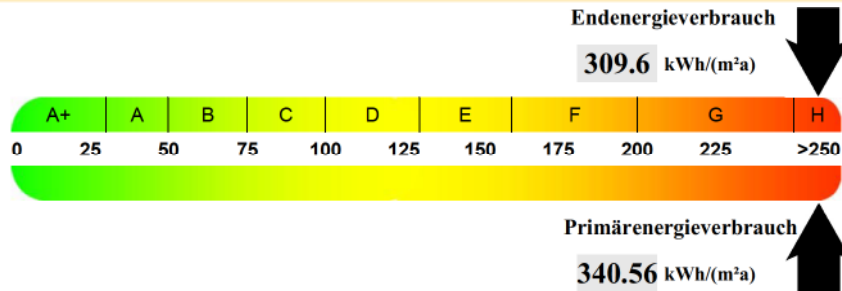 Endenergieverbrauch
309.6 kWh/(m²a)
A+ A B C D E F G H
0 25 50 75 100 125 150 175 200 225 >250
Primärenergieverbrauch
340.56 kWh/(m²a)